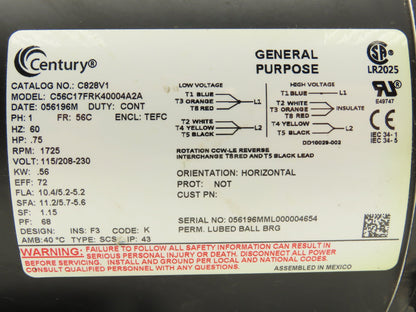 Century®
GENERAL PURPOSE
SA®
LR2025
CATALOG NO.: C828V1
MODEL: C56C17FRK40004A2A
DATE: 056196M DUTY: CONT
PH: 1 FR: 56C ENCL: TEFC
HZ: 60
HP: .75
RPM: 1725
VOLT: 115/208-230
KW: .56
EFF: 72
FLA: 10.4/5.2-5.2
SFA: 11.2/5.7-5.6
SF: 1.15
PF: 68
DESIGN: INS: F3 CODE: K
AMB:40 °C TYPE: SCS IP: 43
LOW VOLTAGE
T1 BLUE
T3 ORANGE
T8 RED
L1
T2 WHITE
T4 YELLOW
T5 BLACK
L2
HIGH VOLTAGE
T1 BLUE
L1
T2 WHITE
T3 ORANGE
INSULATE
T8 RED
T4 YELLOW
T5 BLACK
L2
DD10029-002
E49747
CE
IEC 34-1
IEC 34-5
ROTATION CCW-LE REVERSE
INTERCHANGE T8 RED AND T5 BLACK LEAD
ORIENTATION: HORIZONTAL
PROT: NOT
CUST PN:
SERIAL NO: 056196MML000004654
PERM. LUBED BALL BRG
WARNING: FAILURE TO FOLLOW ALL SAFETY INFORMATION CAN RESULT IN
SERIOUS PERSONAL INJURY OR DEATH. DISCONNECT ALL POWER
BEFORE SERVICING. INSTALL AND GROUND PER LOCAL AND NATIONAL CODES.
CONSULT QUALIFIED PERSONNEL WITH ANY QUESTIONS.
ASSEMBLED IN MEXICO